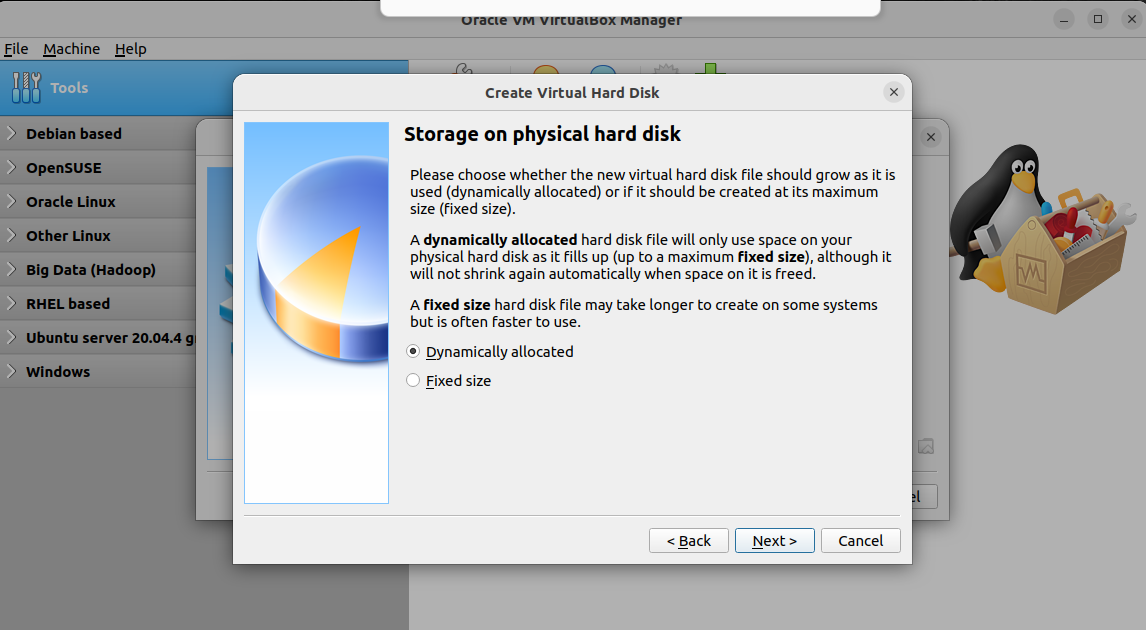 Oracle VM VirtualBox Manager
File Machine Help
Tools
Debian based
OpenSUSE
Oracle Linux
Other Linux
Big Data (Hadoop)
RHEL based
Ubuntu server 20.04.4
Windows
Create Virtual Hard Disk
Storage on physical hard disk
Please choose whether the new virtual hard disk file should grow as it is
used (dynamically allocated) or if it should be created at its maximum
size (fixed size).
A dynamically allocated hard disk file will only use space on your
physical hard disk as it fills up (up to a maximum fixed size), although it
will not shrink again automatically when space on it is freed.
A fixed size hard disk file may take longer to create on some systems
but is often faster to use.
Dynamically allocated
Fixed size
< Back Next > Cancel